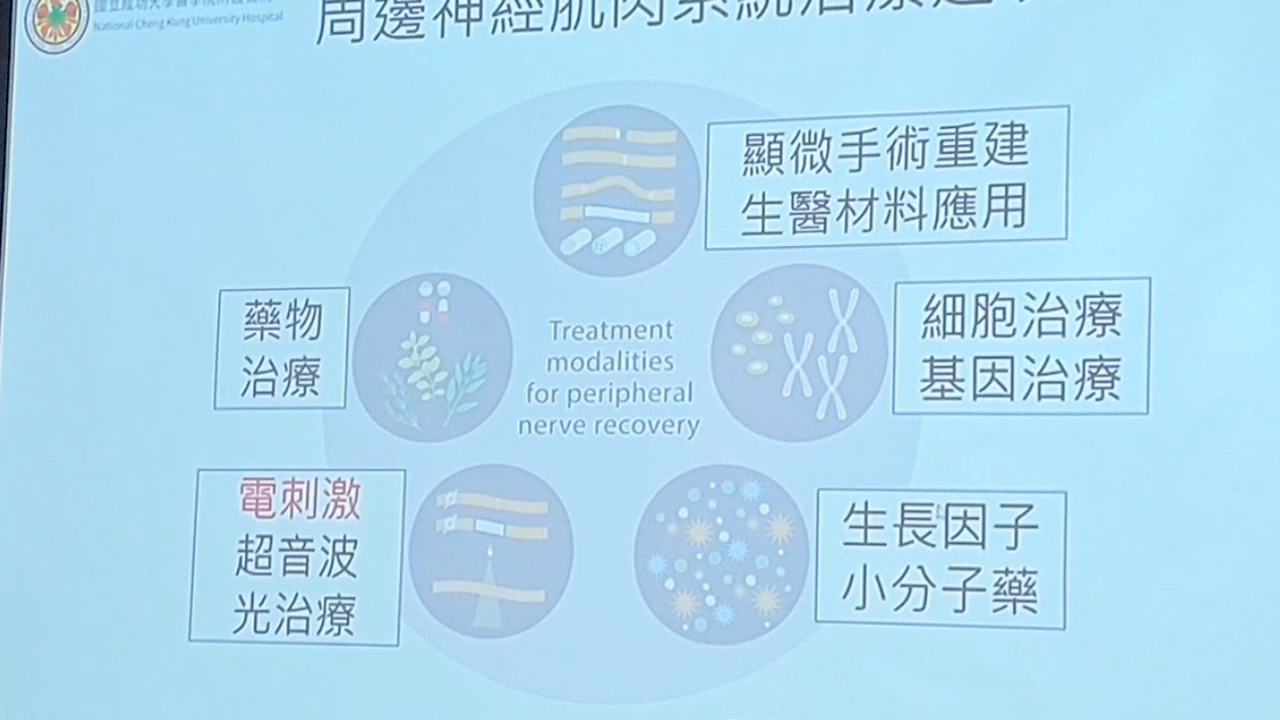 National Cheng Kung University Hospital
周邊神經肌肉系統治療
顯微手術重建
生醫材料應用
藥物
治療
Treatment
modalities
for peripheral
nerve recovery
細胞治療
基因治療
電刺激
超音波
光治療
生長因子
小分子藥